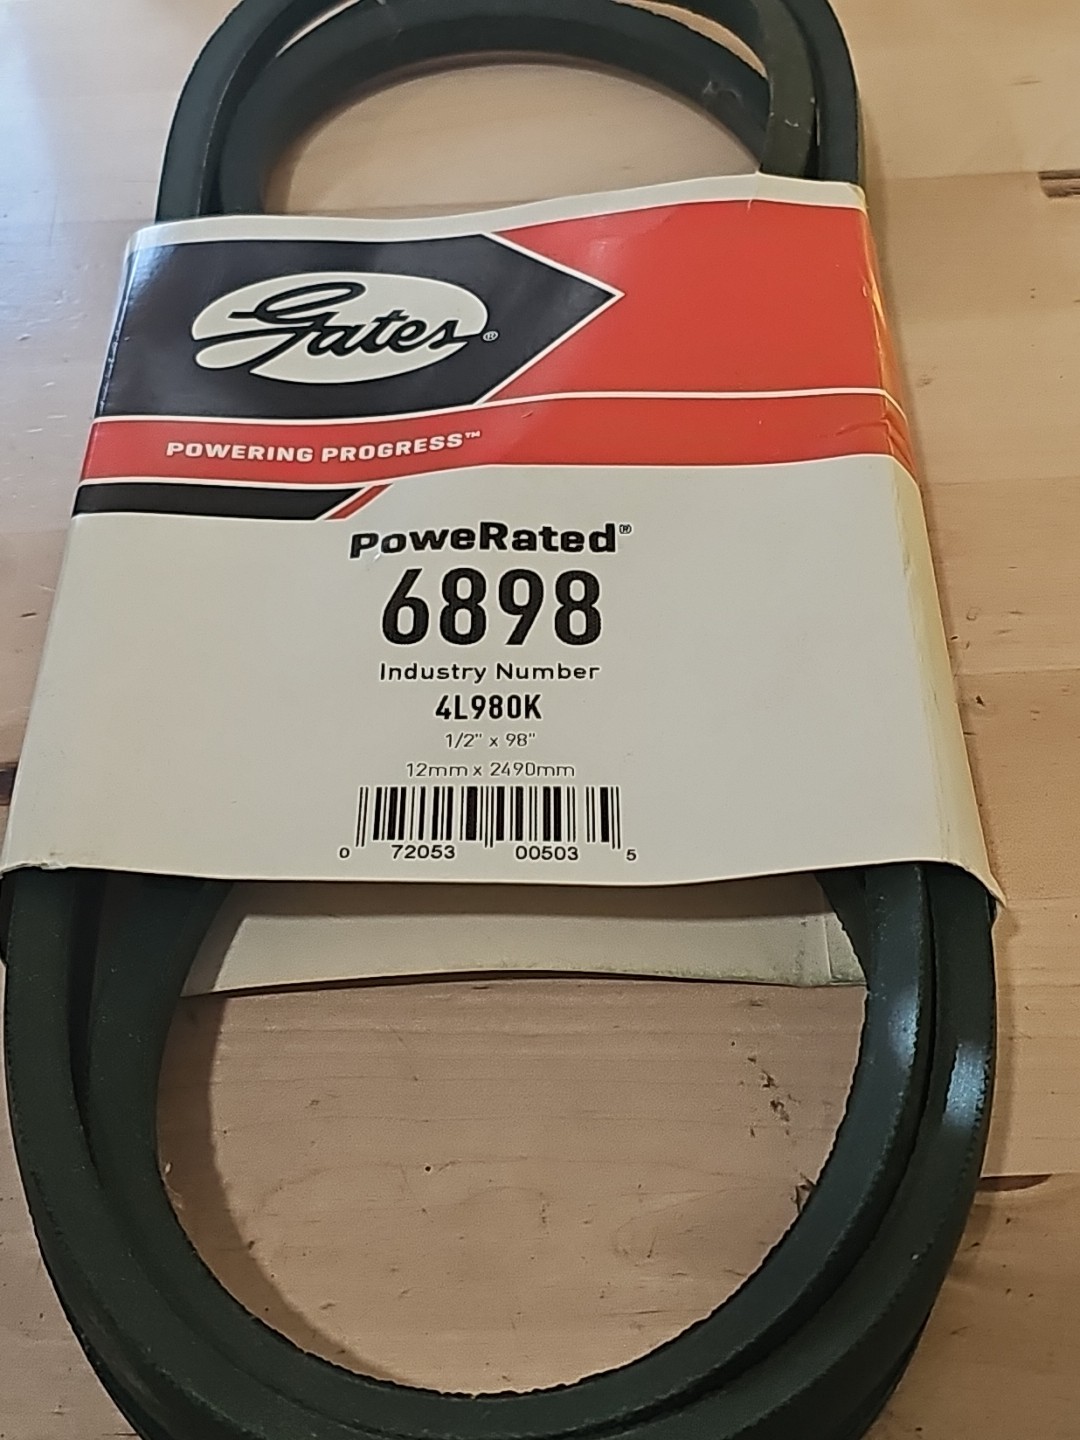 Gates®
POWERING PROGRESS™
PoweRated®
6898
Industry Number
4L980K
1/2" x 98"
12mm x 2490mm
0 72053 00503 5